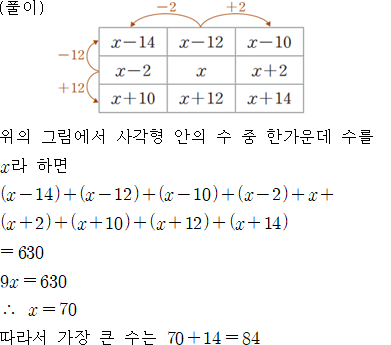 (풀이)
-2 +2
-12
+12
x-14 x-12 x-10
x-2 x x+2
x+10 x+12 x+14
위의 그림에서 사각형 안의 수 중 한가운데 수를
x라 하면
(x-14)+(x-12)+(x-10)+(x-2)+x+
(x+2)+(x+10)+(x+12)+(x+14)
=630
9x=630
∴ x=70
따라서 가장 큰 수는 70+14=84